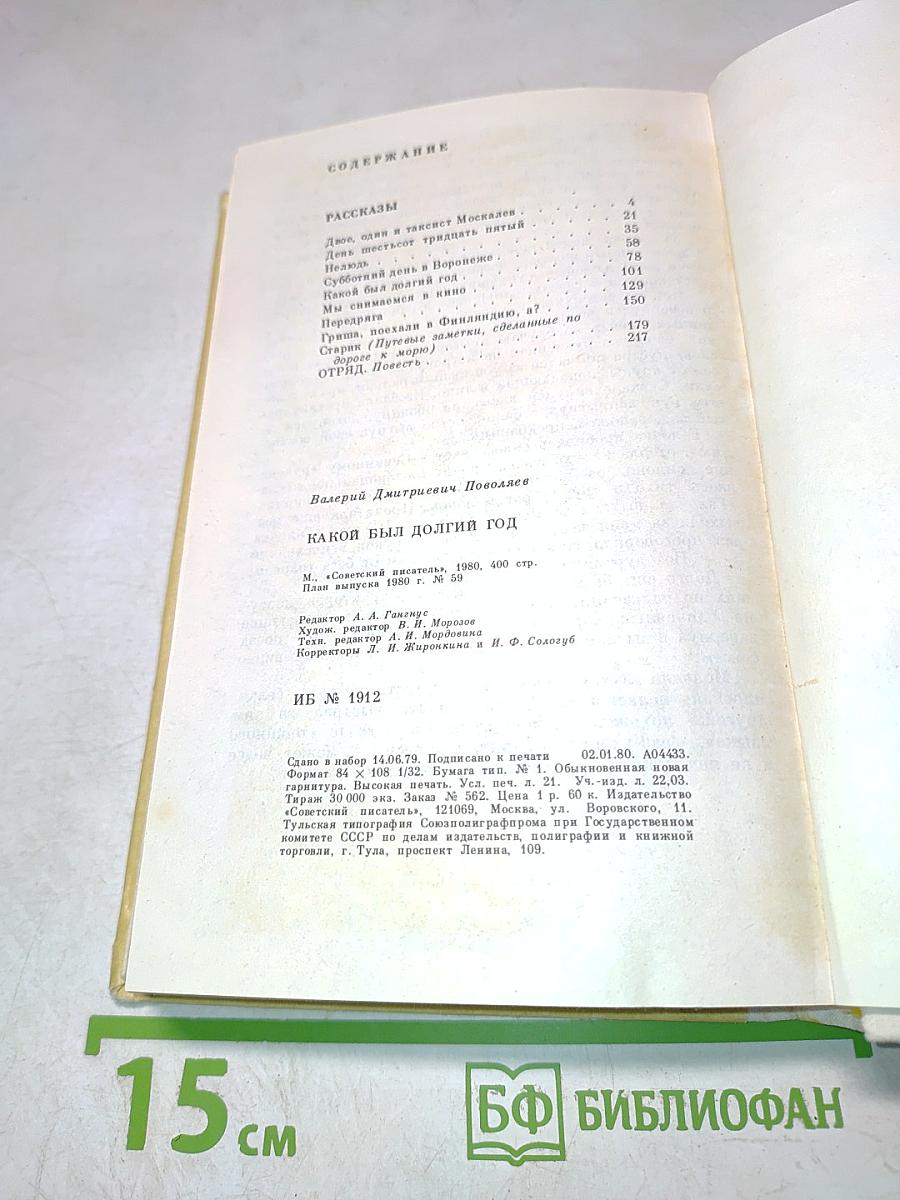 СОДЕРЖАНИЕ
РАССКАЗЫ
Двое, один и таксист Москалев . . . . . . 4
День шестьсот тридцать пятый . . . . . . 21
Нелюдь . . . . . . . . . . . . 35
Субботний день в Воронеже . . . . . . . 58
Какой был долгий год . . . . . . . . . 78
Мы снимаемся в кино . . . . . . . . . 101
Передряга . . . . . . . . . . . 129
Гриша, поехали в Финляндию, а? . . . . . 150
Старик (Путевые заметки, сделанные по
дороге к морю) . . . . . . . . . . 179
ОТРЯД. Повесть . . . . . . . . . . 217
Валерий Дмитриевич Поволяев
КАКОЙ БЫЛ ДОЛГИЙ ГОД
М., «Советский писатель», 1980, 400 стр.
План выпуска 1980 г. № 59
Редактор А. А. Гангнус
Худож. редактор В. И. Морозов
Техн. редактор А. И. Мордовина
Корректоры Л. И. Жиронкина и И. Ф. Сологуб
ИБ № 1912
Сдано в набор 14.06.79. Подписано к печати 02.01.80. А04433.
Формат 84 × 108 1/32. Бумага тип. № 1. Обыкновенная новая
гарнитура. Высокая печать. Усл. печ. л. 21. Уч.-изд. л. 22,03.
Тираж 30 000 экз. Заказ № 562. Цена 1 р. 60 к. Издательство
«Советский писатель», 121069, Москва, ул. Воровского, 11.
Тульская типография Союзполиграфпрома при Государственном
комитете СССР по делам издательств, полиграфии и книжной
торговли, г. Тула, проспект Ленина, 109.
15 см
БФ БИБЛИОФАН